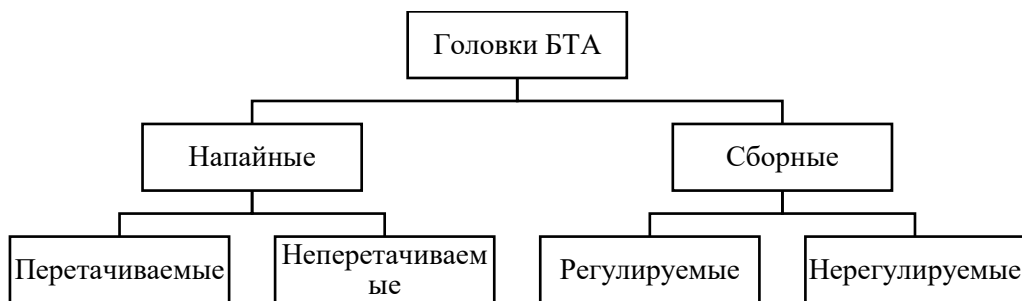 Головки БТА
Напайные
Сборные
Перетачиваемые
Неперетачиваем
ые
Регулируемые
Нерегулируемые